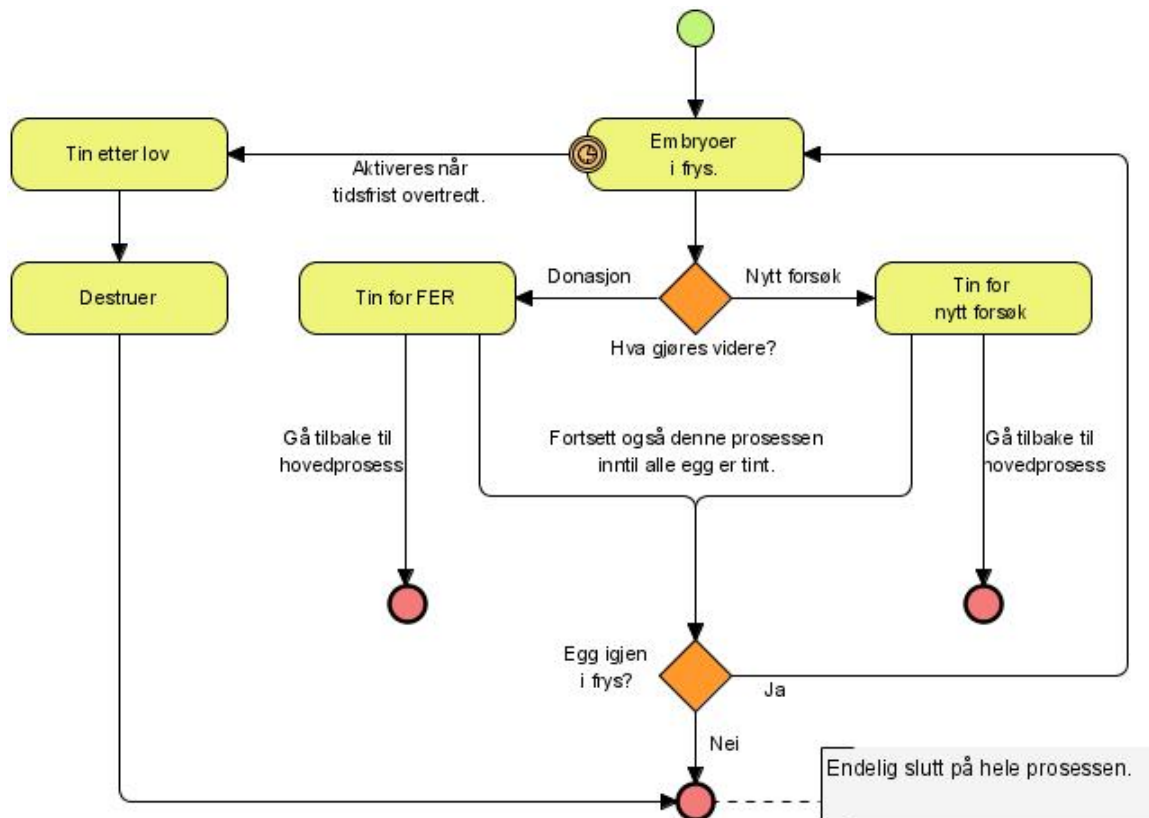 Tin etter lov
Embryoer
i frys.
Aktiveres når
tidsfrist overtredt.
Destruer
Tin for FER
Donasjon
Nytt forsøk
Tin for
nytt forsøk
Hva gjøres videre?
Gå tilbake til
hovedprosess
Fortsett også denne prosessen
inntil alle egg er tint.
Gå tilbake til
hovedprosess
Egg igjen
i frys?
Ja
Nei
Endelig slutt på hele prosessen.